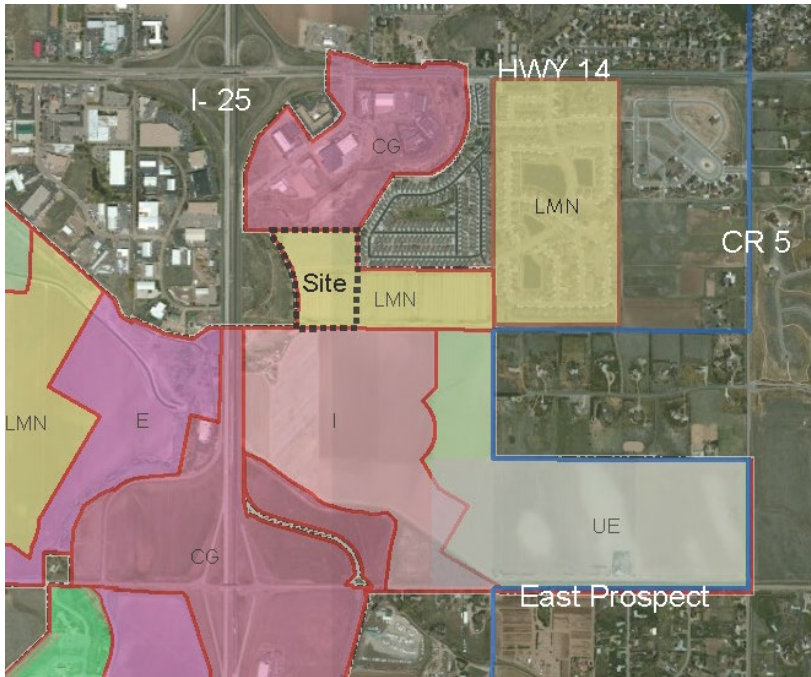 HWY 14
I- 25
CG
LMN
CR 5
Site
LMN
LMN
E
I
UE
CG
East Prospect